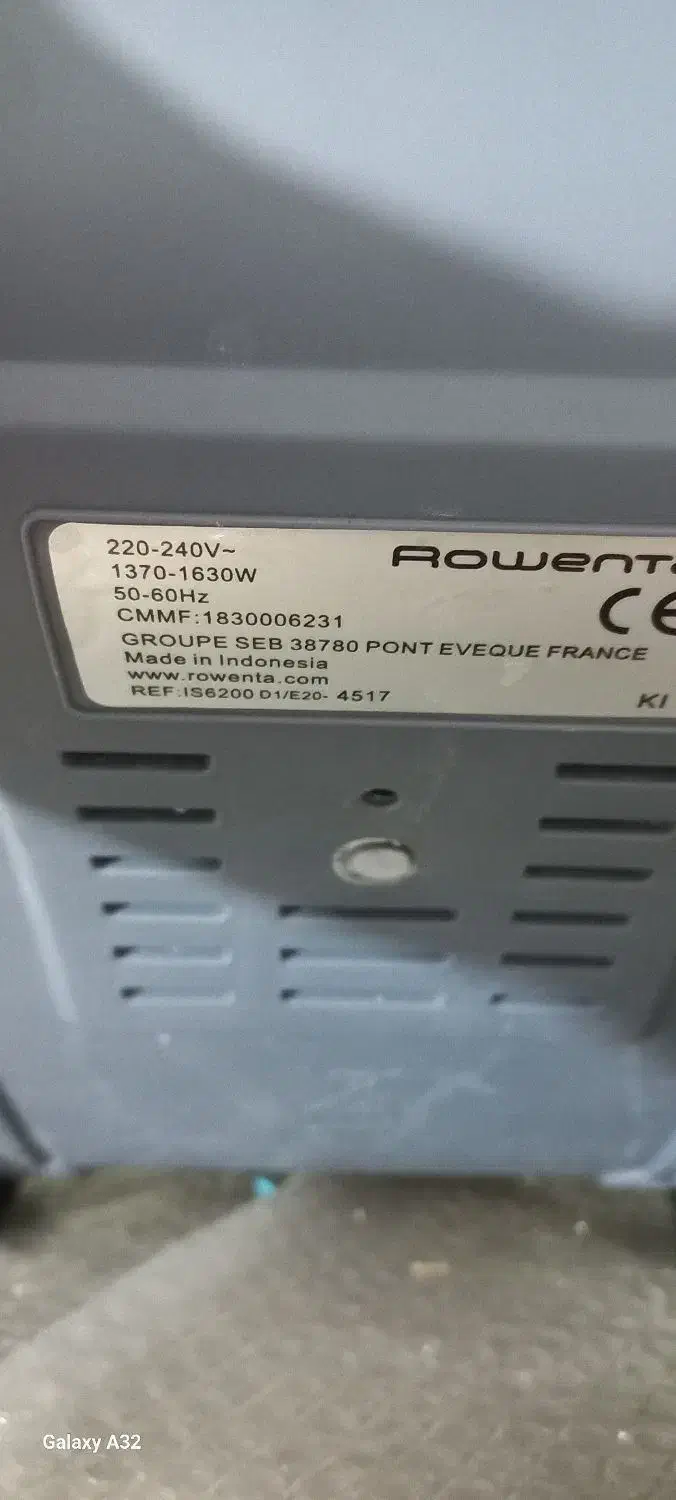 220-240V~
1370-1630W
50-60Hz
CMMF:1830006231
GROUPE SEB 38780 PONT EVEQUE FRANCE
Made in Indonesia
www.rowenta.com
REF:IS6200 D1/E20- 4517
Rowenta
CE
KI
Galaxy A32